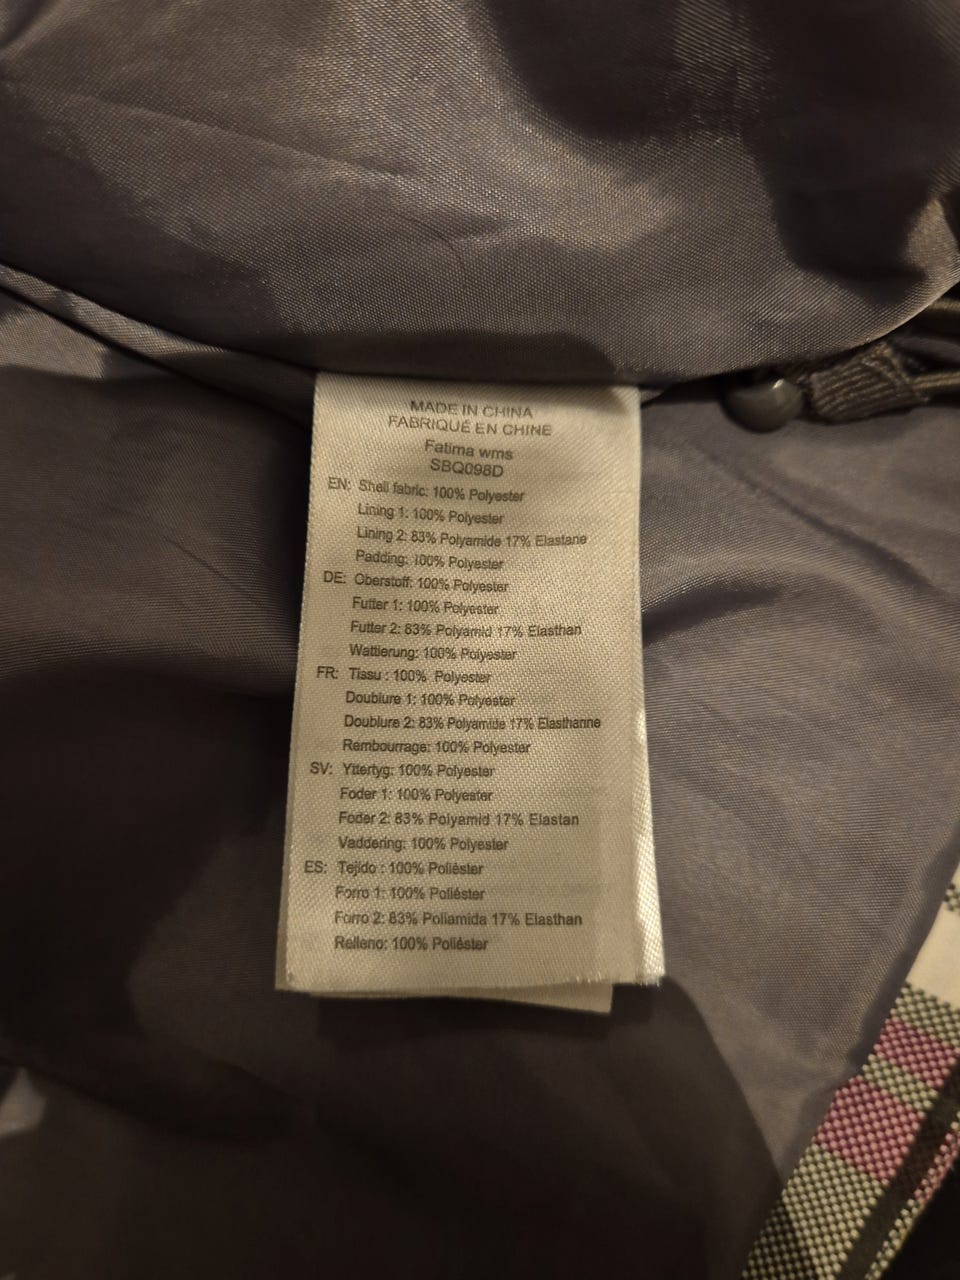 MADE IN CHINA
FABRIQUÉ EN CHINE
Fatima wms
SBQ098D
EN: Shell fabric: 100% Polyester
Lining 1: 100% Polyester
Lining 2: 83% Polyamide 17% Elastane
Padding: 100% Polyester
DE: Oberstoff: 100% Polyester
Futter 1: 100% Polyester
Futter 2: 83% Polyamid 17% Elasthan
Wattierung: 100% Polyester
FR: Tissu : 100% Polyester
Doublure 1: 100% Polyester
Doublure 2: 83% Polyamide 17% Elasthanne
Rembourrage: 100% Polyester
SV: Yttertyg: 100% Polyester
Foder 1: 100% Polyester
Foder 2: 83% Polyamid 17% Elastan
Vaddering: 100% Polyester
ES: Tejido : 100% Poliéster
Forro 1: 100% Poliéster
Forro 2: 83% Poliamida 17% Elasthan
Relleno: 100% Poliéster